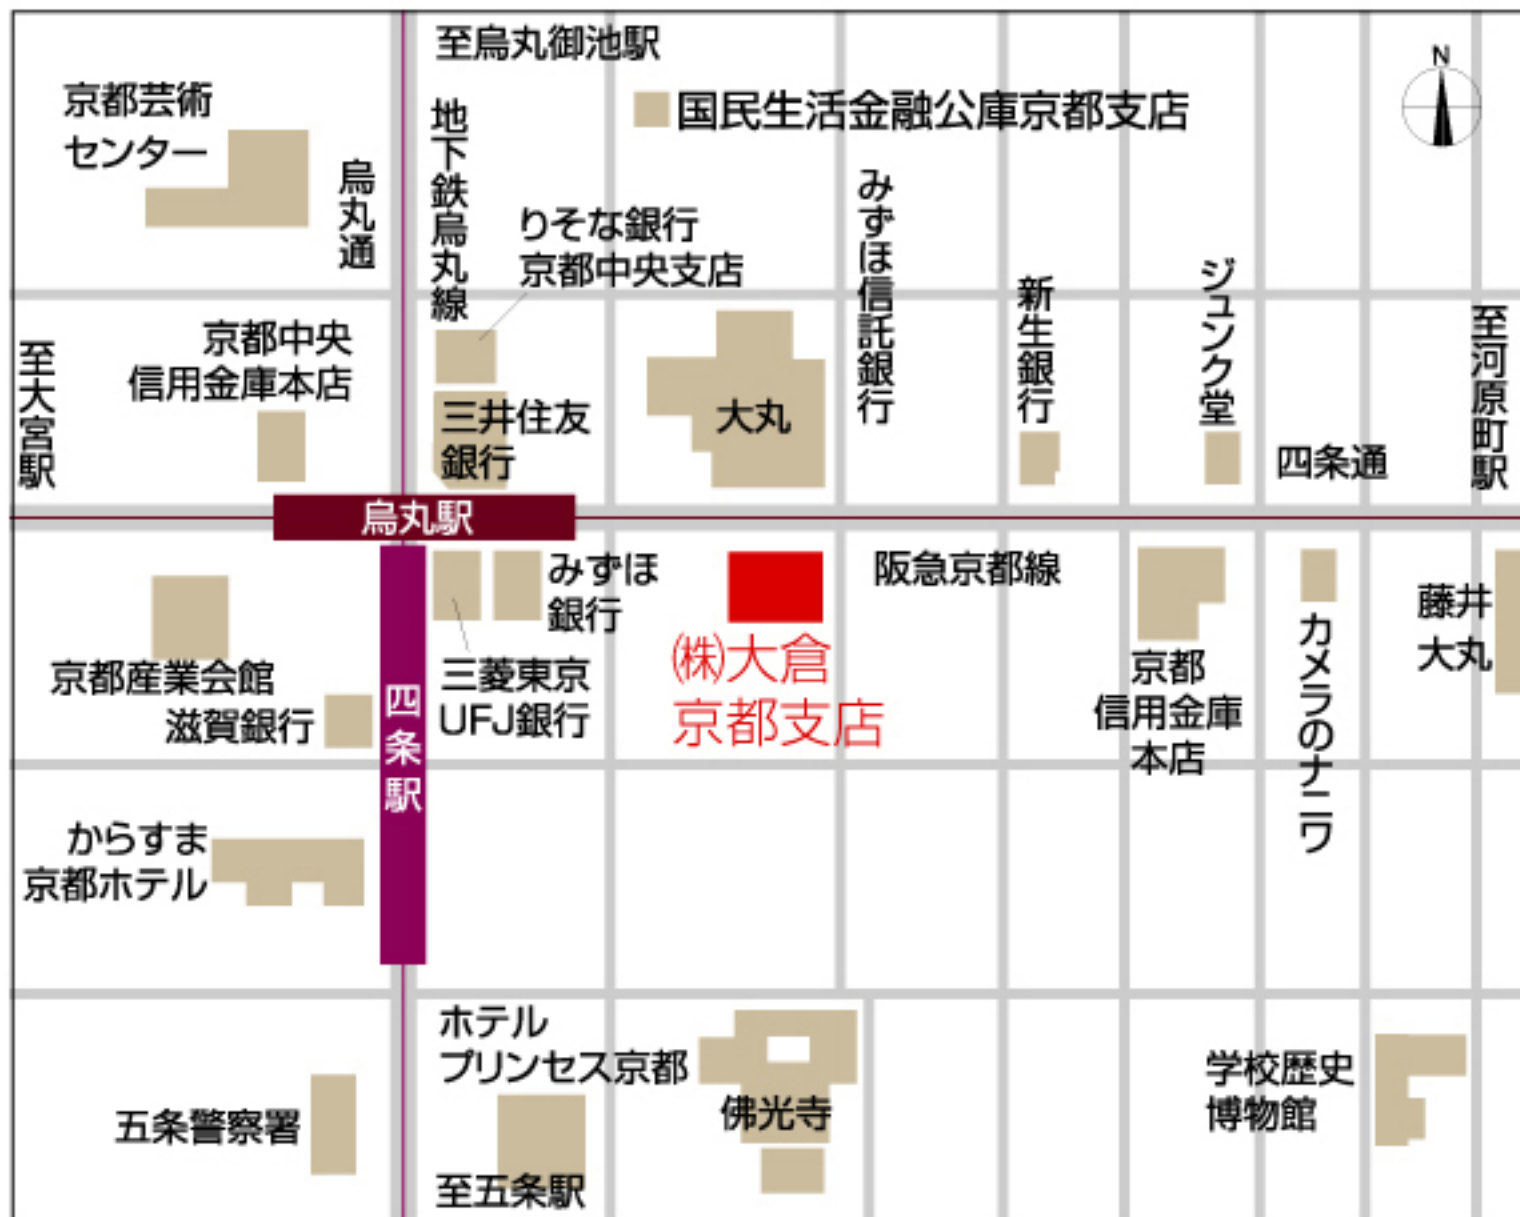 至烏丸御池駅
N
京都芸術
センター
国民生活金融公庫京都支店
地下鉄烏丸線
烏丸通
りそな銀行
京都中央支店
みずほ信託銀行
新生銀行
ジュンク堂
至河原町駅
至大宮駅
京都中央
信用金庫本店
三井住友
銀行
大丸
四条通
烏丸駅
みずほ
銀行
阪急京都線
藤井
大丸
京都産業会館
滋賀銀行
四条駅
三菱東京
UFJ銀行
㈱大倉
京都支店
京都
信用金庫
本店
カメラのナニワ
からすま
京都ホテル
ホテル
プリンセス京都
佛光寺
学校歴史
博物館
五条警察署
至五条駅